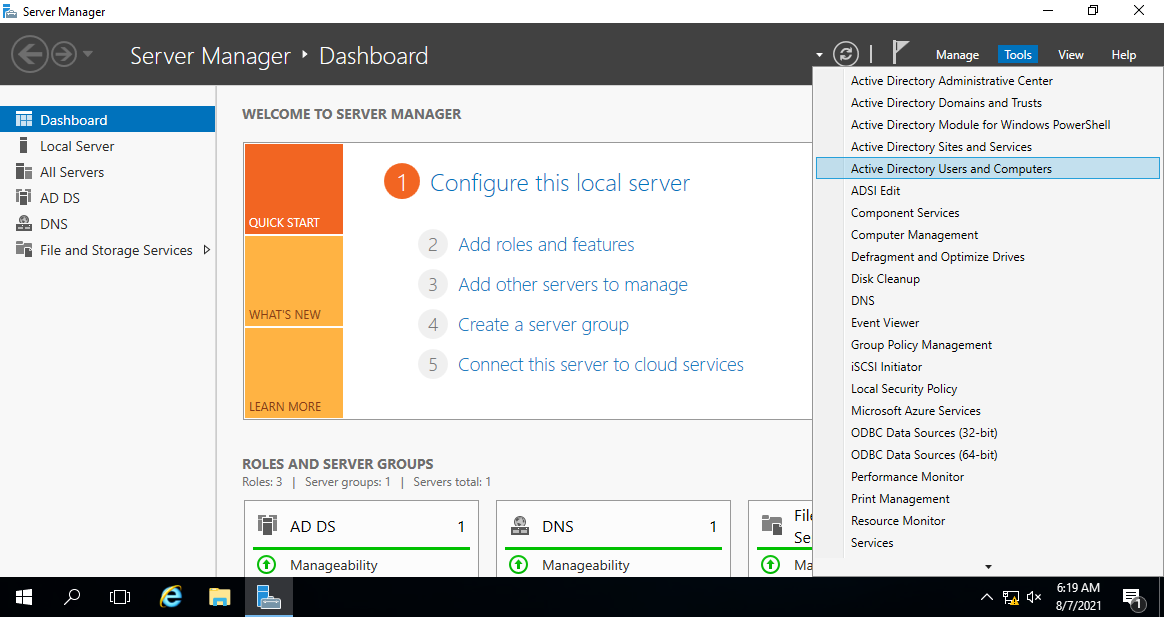 Server Manager
Server Manager ‣ Dashboard
Manage Tools View Help
Dashboard
Local Server
All Servers
AD DS
DNS
File and Storage Services
WELCOME TO SERVER MANAGER
QUICK START
WHAT'S NEW
LEARN MORE
1 Configure this local server
2 Add roles and features
3 Add other servers to manage
4 Create a server group
5 Connect this server to cloud services
ROLES AND SERVER GROUPS
Roles: 3 | Server groups: 1 | Servers total: 1
AD DS 1
Manageability
DNS 1
Manageability
Fil
Se
Ma
Active Directory Administrative Center
Active Directory Domains and Trusts
Active Directory Module for Windows PowerShell
Active Directory Sites and Services
Active Directory Users and Computers
ADSI Edit
Component Services
Computer Management
Defragment and Optimize Drives
Disk Cleanup
DNS
Event Viewer
Group Policy Management
iSCSI Initiator
Local Security Policy
Microsoft Azure Services
ODBC Data Sources (32-bit)
ODBC Data Sources (64-bit)
Performance Monitor
Print Management
Resource Monitor
Services
6:19 AM
8/7/2021
1